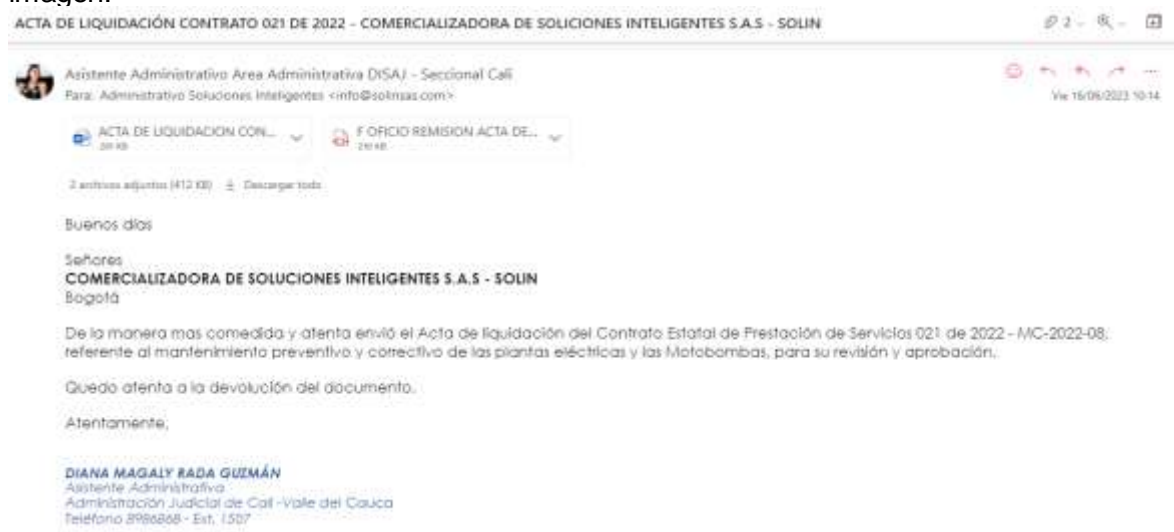 imagen.
ACTA DE LIQUIDACIÓN CONTRATO 021 DE 2022 - COMERCIALIZADORA DE SOLICIONES INTELIGENTES S.A.S - SOLIN
2
Asistente Administrativo Area Administrativa DISAJ - Seccional Cali
Para: Administrativo Soluciones Inteligentes <info@solinsas.com>
Vie 16/06/2023 10:14
ACTA DE LIQUIDACION CON...
F OFICIO REMISION ACTA DE...
2 archivos adjuntos (412 KB) Descargar todo
Buenos días
Señores
COMERCIALIZADORA DE SOLUCIONES INTELIGENTES S.A.S - SOLIN
Bogotá
De la manera mas comedida y atenta envió el Acta de liquidación del Contrato Estatal de Prestación de Servicios 021 de 2022 - MC-2022-08,
referente al mantenimiento preventivo y correctivo de las plantas eléctricas y las Motobombas, para su revisión y aprobación.
Quedo atenta a la devolución del documento.
Atentamente,
DIANA MAGALY RADA GUZMÁN
Asistente Administrativa
Administración Judicial de Cali -Valle del Cauca
Teléfono 8986868 - Ext. 1507